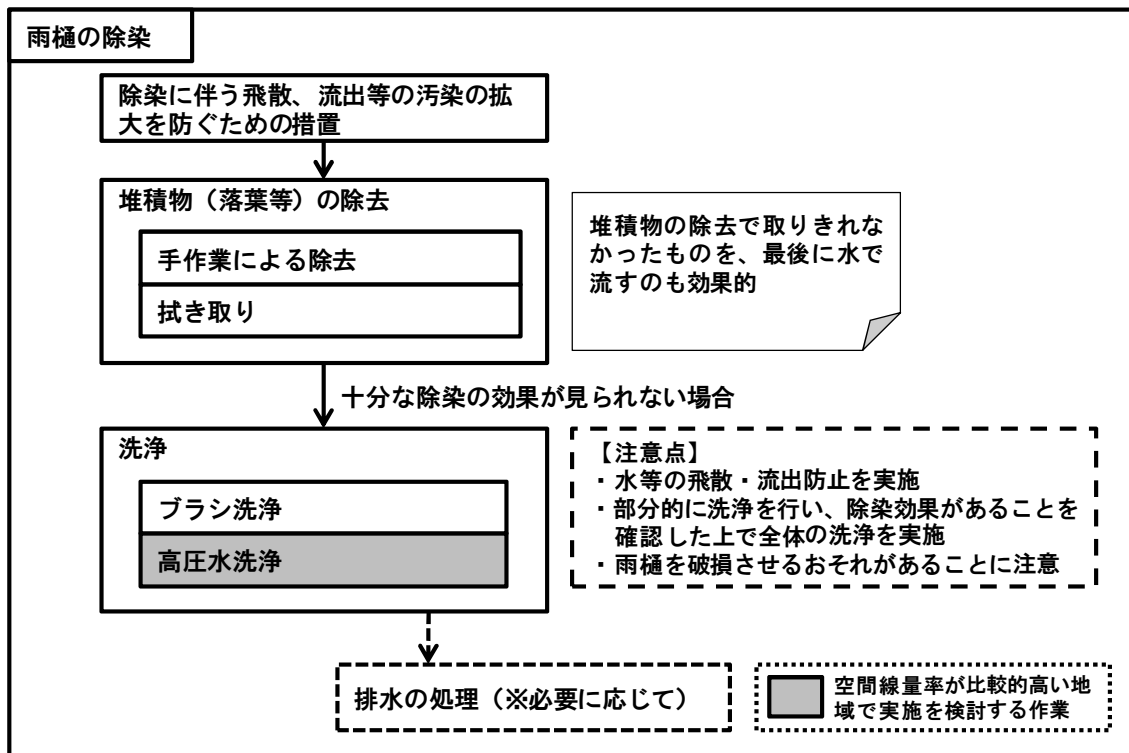 雨樋の除染
除染に伴う飛散、流出等の汚染の拡
大を防ぐための措置
堆積物（落葉等）の除去
手作業による除去
拭き取り
堆積物の除去で取りきれな
かったものを、最後に水で
流すのも効果的
十分な除染の効果が見られない場合
洗浄
ブラシ洗浄
高圧水洗浄
【注意点】
・水等の飛散・流出防止を実施
・部分的に洗浄を行い、除染効果があることを
確認した上で全体の洗浄を実施
・雨樋を破損させるおそれがあることに注意
排水の処理（※必要に応じて）
空間線量率が比較的高い地
域で実施を検討する作業